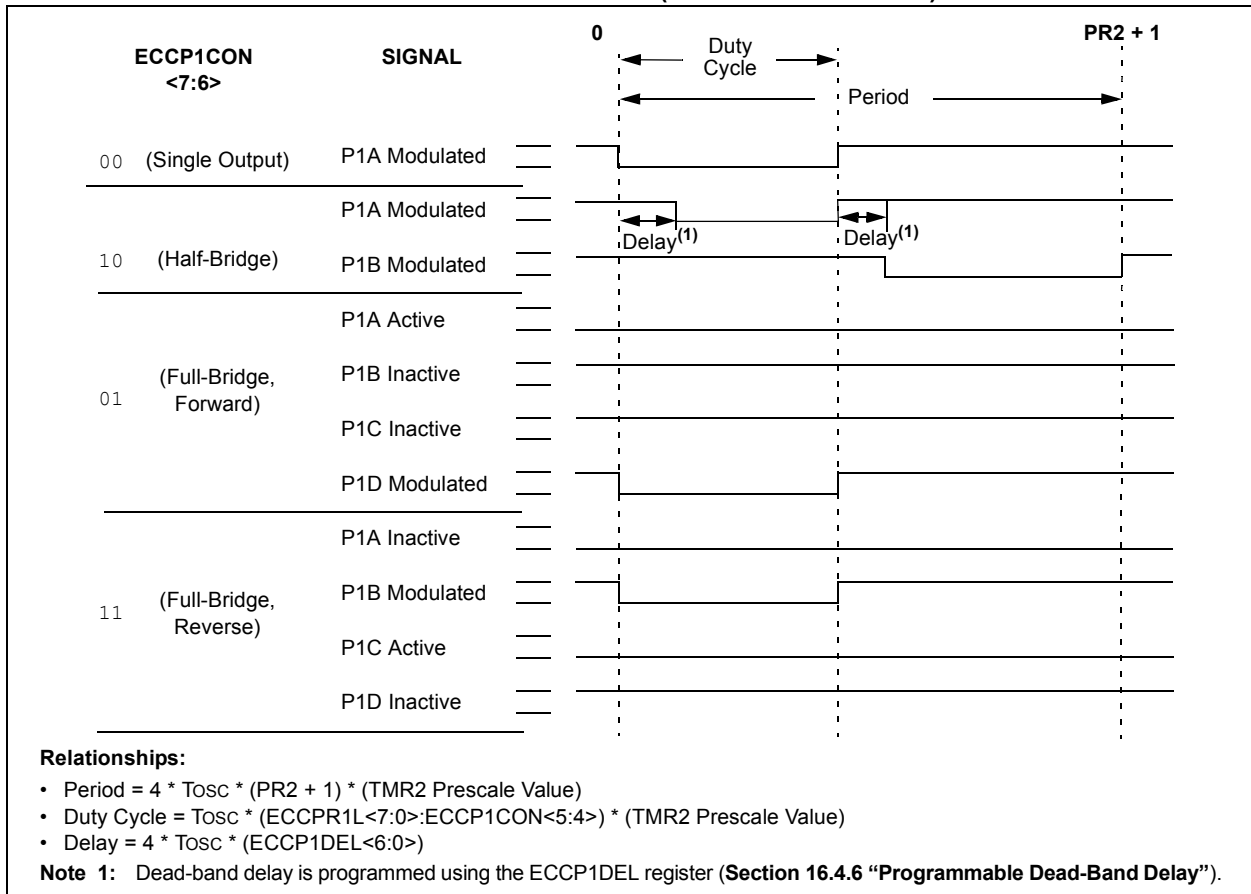 0
PR2 + 1
ECCP1CON
<7:6>
SIGNAL
Duty
Cycle
Period
00 (Single Output) P1A Modulated
P1A Modulated
Delay(1)
Delay(1)
10 (Half-Bridge) P1B Modulated
P1A Active
P1B Inactive
01 (Full-Bridge,
Forward)
P1C Inactive
P1D Modulated
P1A Inactive
P1B Modulated
11 (Full-Bridge,
Reverse)
P1C Active
P1D Inactive
Relationships:
• Period = 4 * TOSC * (PR2 + 1) * (TMR2 Prescale Value)
• Duty Cycle = TOSC * (ECCPR1L<7:0>:ECCP1CON<5:4>) * (TMR2 Prescale Value)
• Delay = 4 * TOSC * (ECCP1DEL<6:0>)
Note 1: Dead-band delay is programmed using the ECCP1DEL register (Section 16.4.6 “Programmable Dead-Band Delay”).